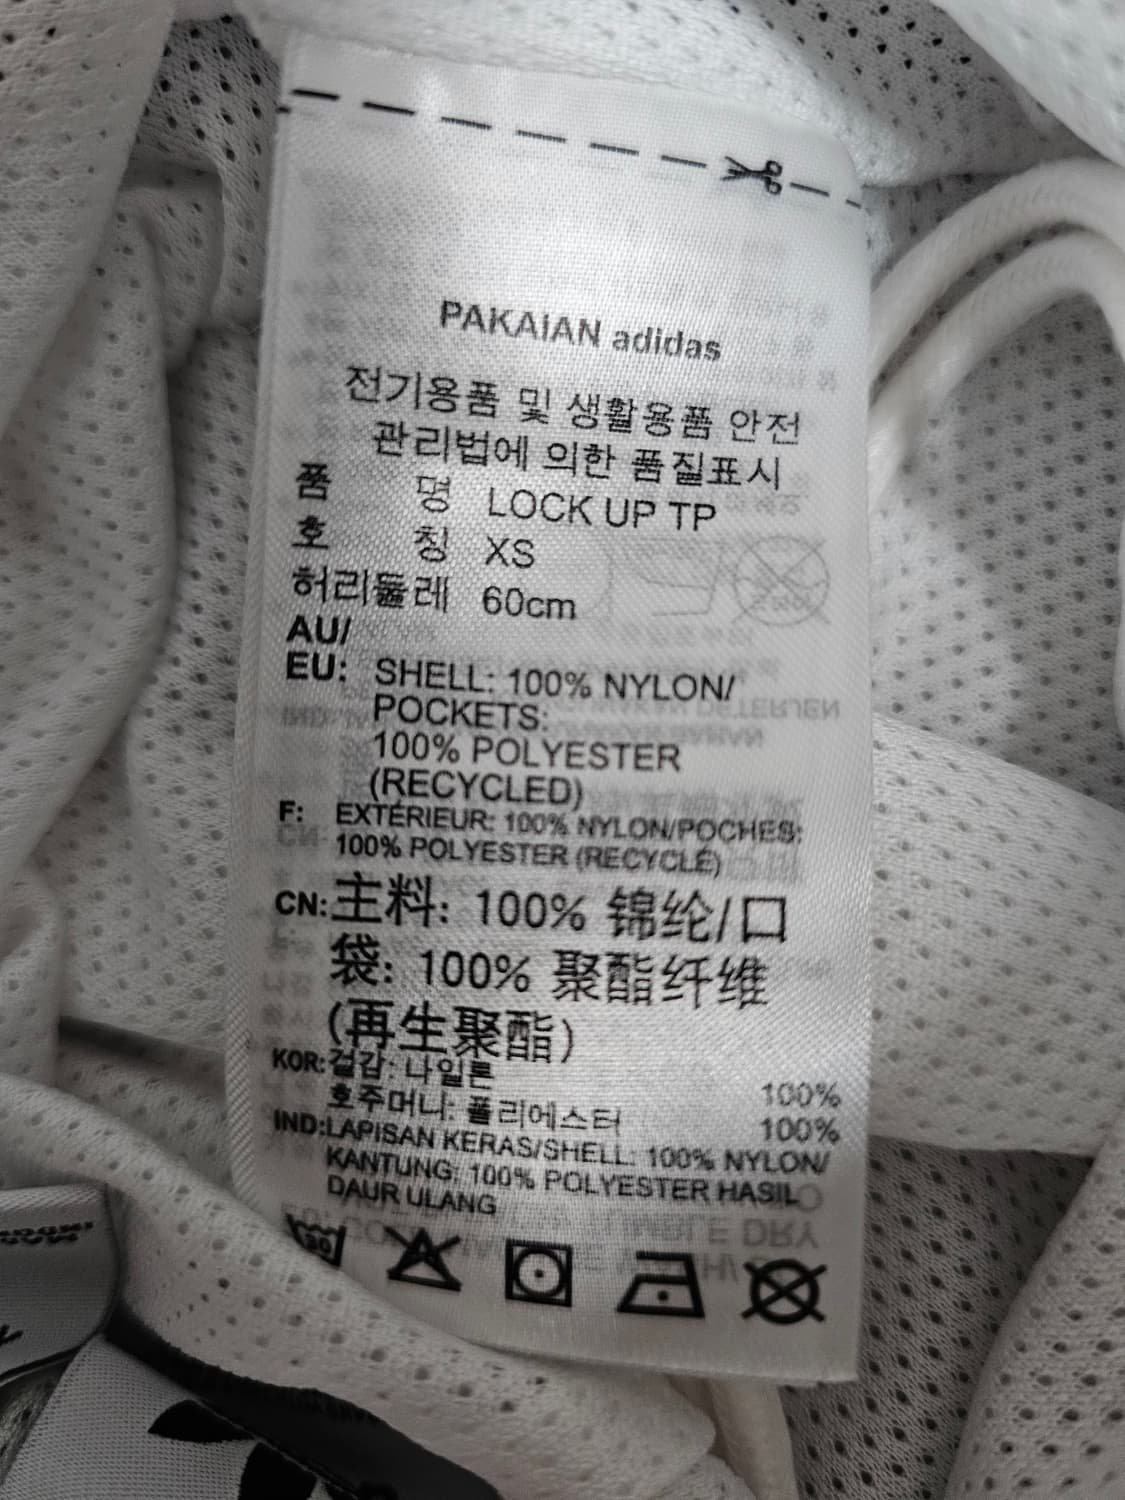 PAKAIAN adidas
전기용품 및 생활용품 안전
관리법에 의한 품질표시
품 명 LOCK UP TP
호 칭 XS
허리둘레 60cm
AU/
EU: SHELL: 100% NYLON/
POCKETS:
100% POLYESTER
(RECYCLED)
F: EXTÉRIEUR: 100% NYLON/POCHES:
100% POLYESTER (RECYCLÉ)
CN:主料: 100% 锦纶/口
袋: 100% 聚酯纤维
(再生聚酯)
KOR:겉감: 나일론 100%
호주머니: 폴리에스터 100%
IND:LAPISAN KERAS/SHELL: 100% NYLON/
KANTUNG: 100% POLYESTER HASIL
DAUR ULANG
30